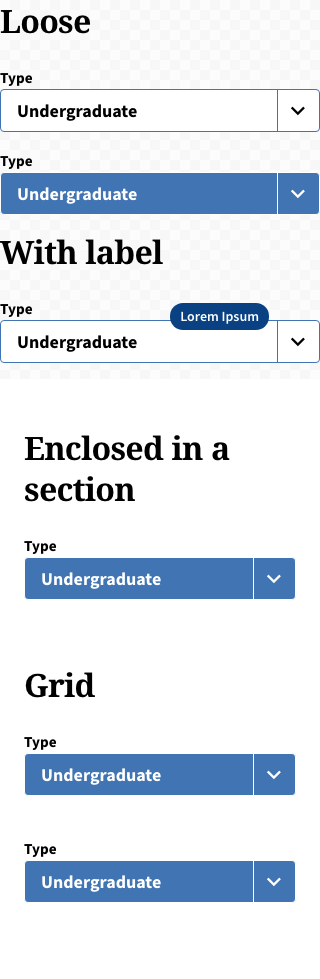 Loose
Type
Undergraduate
Type
Undergraduate
With label
Type
Lorem Ipsum
Undergraduate
Enclosed in a
section
Type
Undergraduate
Grid
Type
Undergraduate
Type
Undergraduate